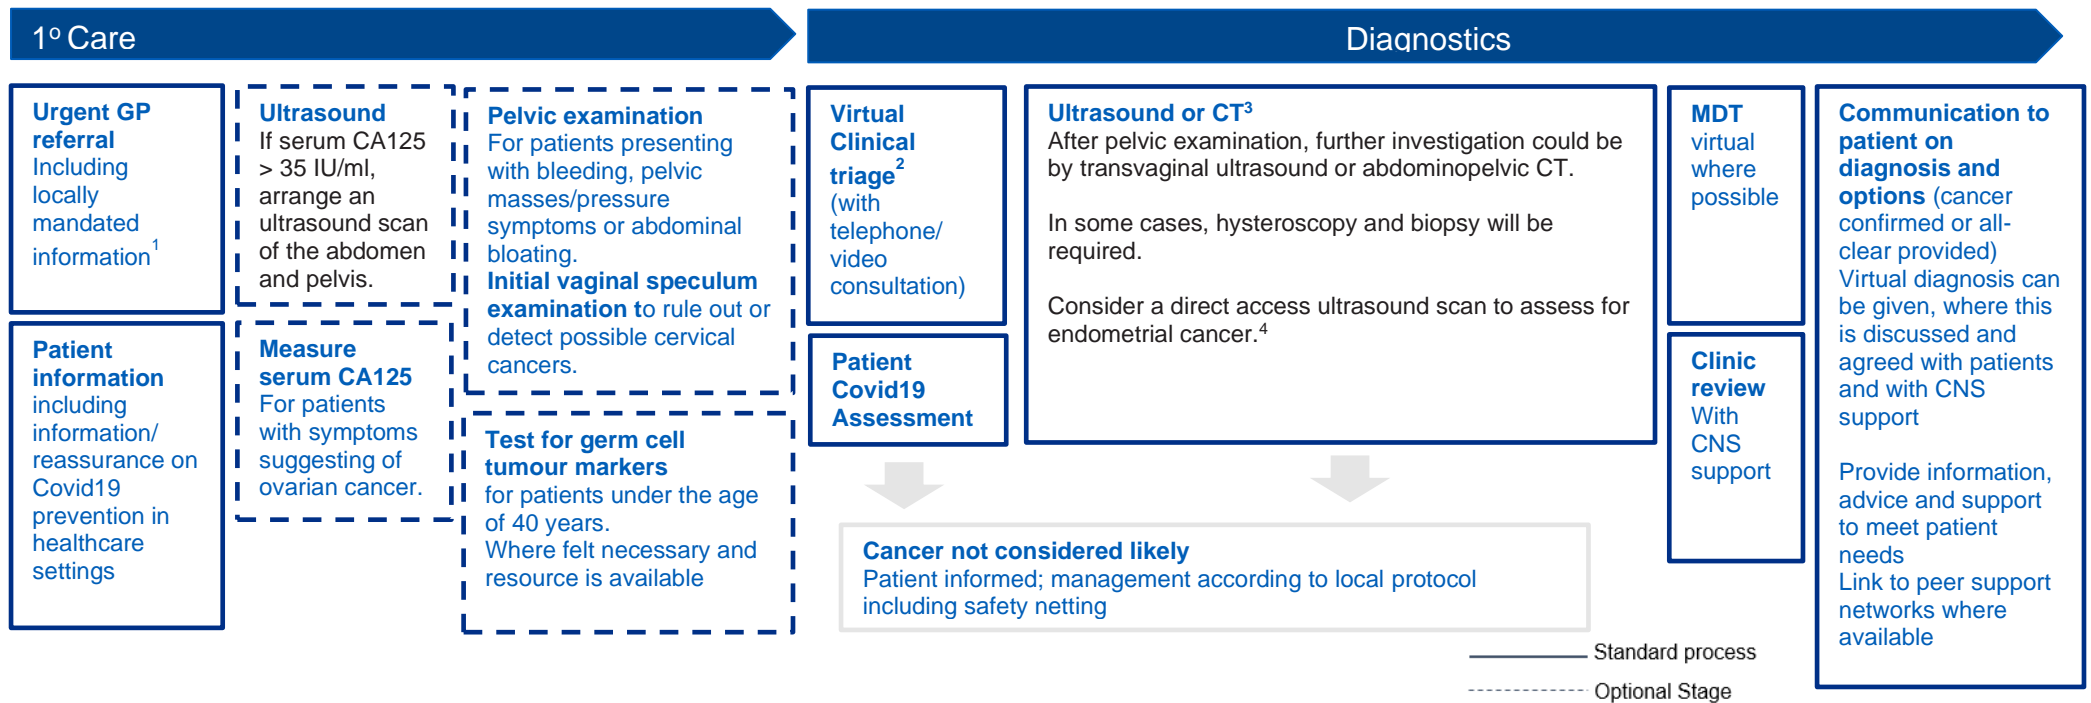 1º Care
Diagnostics
Urgent GP
referral
Including
locally
mandated
information¹
Patient
information
including
information/
reassurance on
Covid19
prevention in
healthcare
settings
Ultrasound
If serum CA125
> 35 IU/ml,
arrange an
ultrasound scan
of the abdomen
and pelvis.
Measure
serum CA125
For patients
with symptoms
suggesting of
ovarian cancer.
Pelvic examination
For patients presenting
with bleeding, pelvic
masses/pressure
symptoms or abdominal
bloating.
Initial vaginal speculum
examination to rule out or
detect possible cervical
cancers.
Test for germ cell
tumour markers
for patients under the age
of 40 years.
Where felt necessary and
resource is available
Virtual
Clinical
triage²
(with
telephone/
video
consultation)
Patient
Covid19
Assessment
Ultrasound or CT³
After pelvic examination, further investigation could be
by transvaginal ultrasound or abdominopelvic CT.
In some cases, hysteroscopy and biopsy will be
required.
Consider a direct access ultrasound scan to assess for
endometrial cancer.⁴
Cancer not considered likely
Patient informed; management according to local protocol
including safety netting
MDT
virtual
where
possible
Clinic
review
With
CNS
support
Communication to
patient on
diagnosis and
options (cancer
confirmed or all-
clear provided)
Virtual diagnosis can
be given, where this
is discussed and
agreed with patients
and with CNS
support
Provide information,
advice and support
to meet patient
needs
Link to peer support
networks where
available
Standard process
Optional Stage